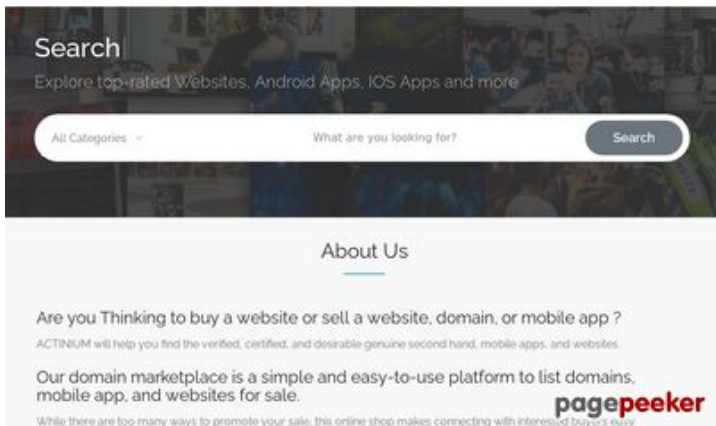 Search
Explore top-rated Websites, Android Apps, IOS Apps and more
All Categories
What are you looking for?
Search
About Us
Are you Thinking to buy a website or sell a website, domain, or mobile app ?
ACTINIUM will help you find the verified, certified, and desirable genuine second hand, mobile apps, and websites.
Our domain marketplace is a simple and easy-to-use platform to list domains,
mobile app, and websites for sale.
While there are too many ways to promote your sale, this online shop makes connecting with interested buyers easy
pagepeeker